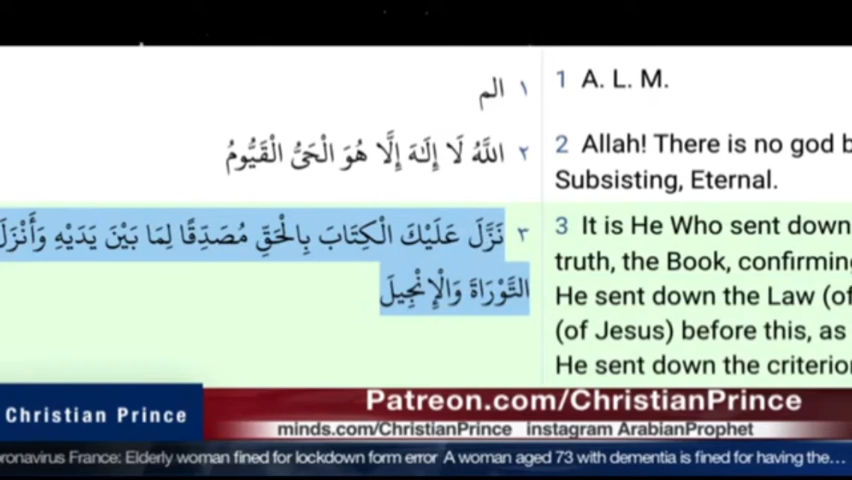 ١ الم
1 A. L. M.
٢ اللَّهُ لَا إِلَٰهَ إِلَّا هُوَ الْحَيُّ الْقَيُّومُ
2 Allah! There is no god
Subsisting, Eternal.
٣ نَزَّلَ عَلَيْكَ الْكِتَابَ بِالْحَقِّ مُصَدِّقًا لِمَا بَيْنَ يَدَيْهِ وَأَنْزَلَ
التَّوْرَاةَ وَالْإِنْجِيلَ
3 It is He Who sent down
truth, the Book, confirming
He sent down the Law (of
(of Jesus) before this, as
He sent down the criterion
Christian Prince
Patreon.com/ChristianPrince
minds.com/ChristianPrince instagram ArabianProphet
oronavirus France: Elderly woman fined for lockdown form error A woman aged 73 with dementia is fined for having the...